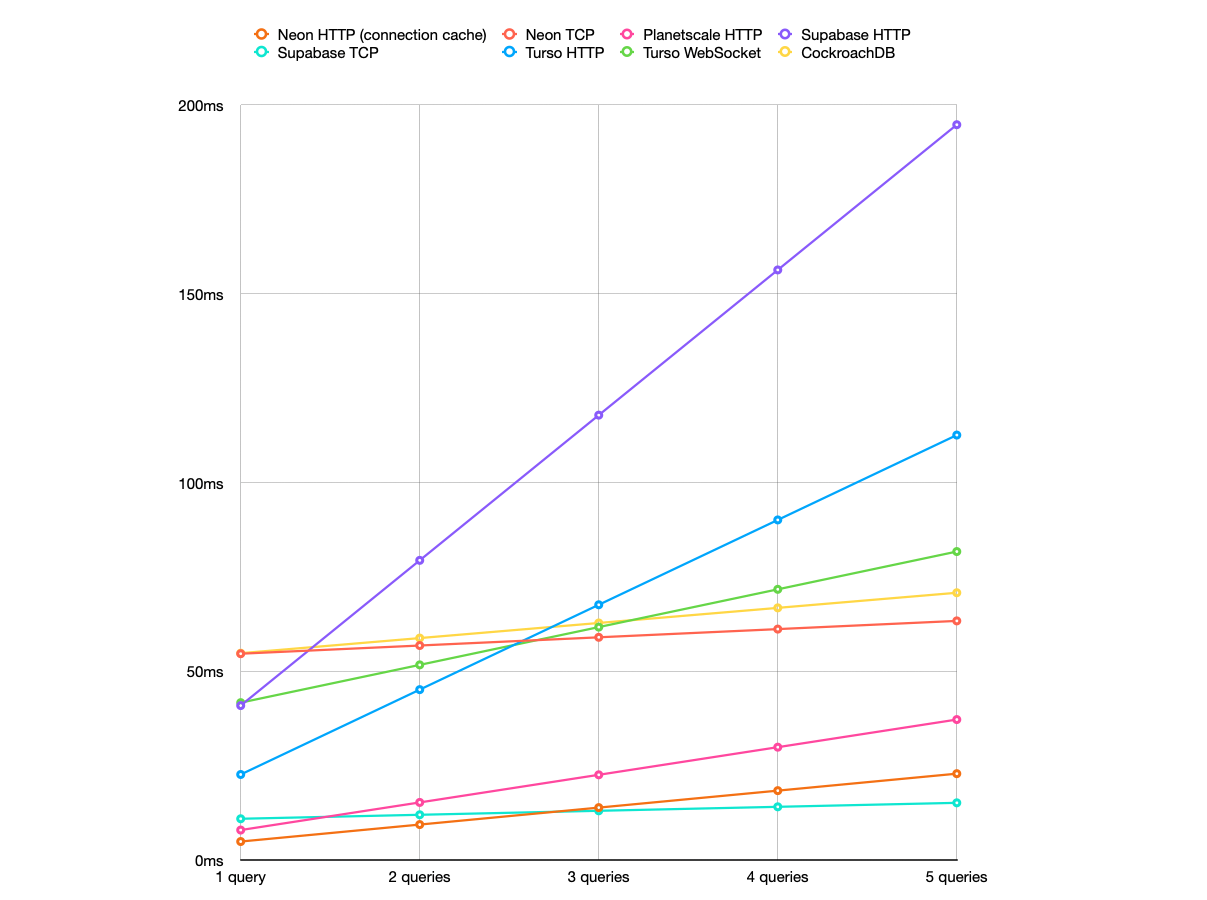 Neon HTTP (connection cache) Neon TCP Planetscale HTTP Supabase HTTP
Supabase TCP Turso HTTP Turso WebSocket CockroachDB
200ms
150ms
100ms
50ms
0ms
1 query 2 queries 3 queries 4 queries 5 queries